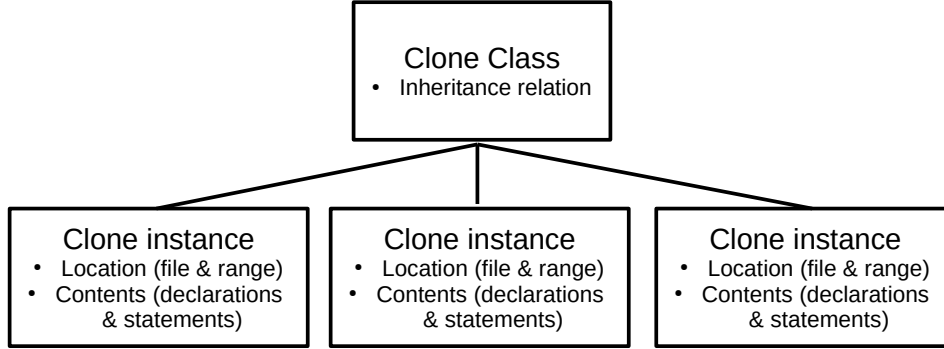 Clone Class
• Inheritance relation
Clone instance
• Location (file & range)
• Contents (declarations
& statements)
Clone instance
• Location (file & range)
• Contents (declarations
& statements)
Clone instance
• Location (file & range)
• Contents (declarations
& statements)